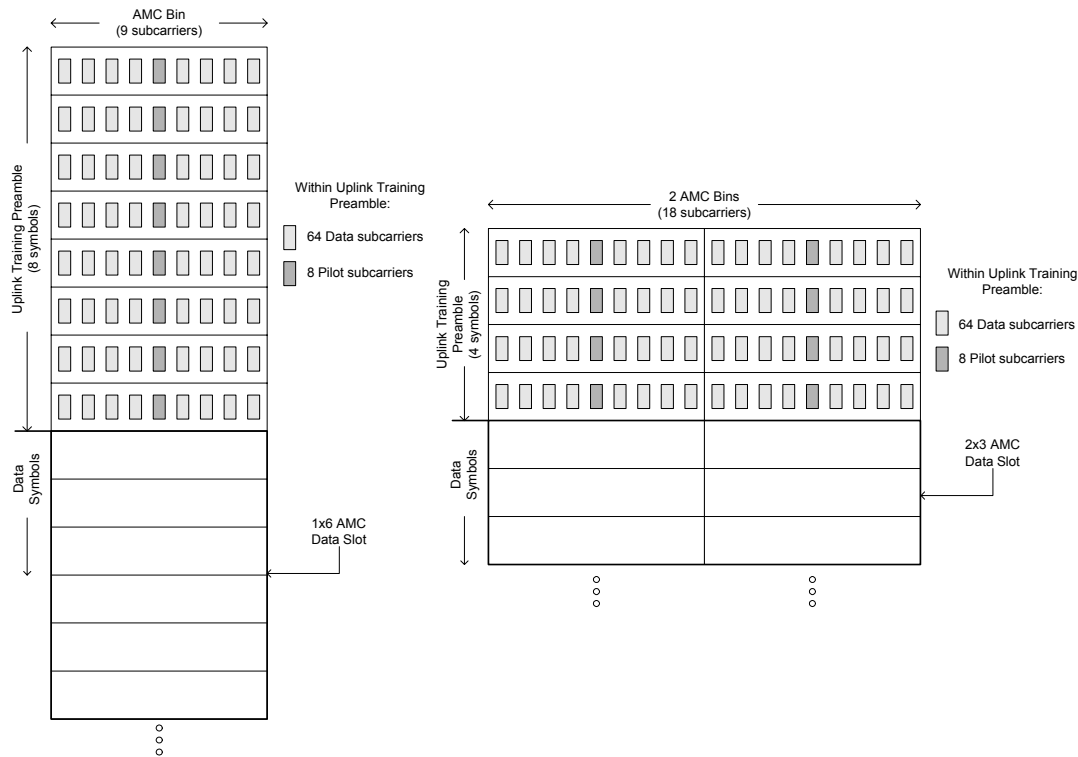 AMC Bin
(9 subcarriers)
Uplink Training Preamble
(8 symbols)
Within Uplink Training
Preamble:
64 Data subcarriers
8 Pilot subcarriers
Data
Symbols
1x6 AMC
Data Slot
2 AMC Bins
(18 subcarriers)
Uplink Training
Preamble
(4 symbols)
Within Uplink Training
Preamble:
64 Data subcarriers
8 Pilot subcarriers
Data
Symbols
2x3 AMC
Data Slot